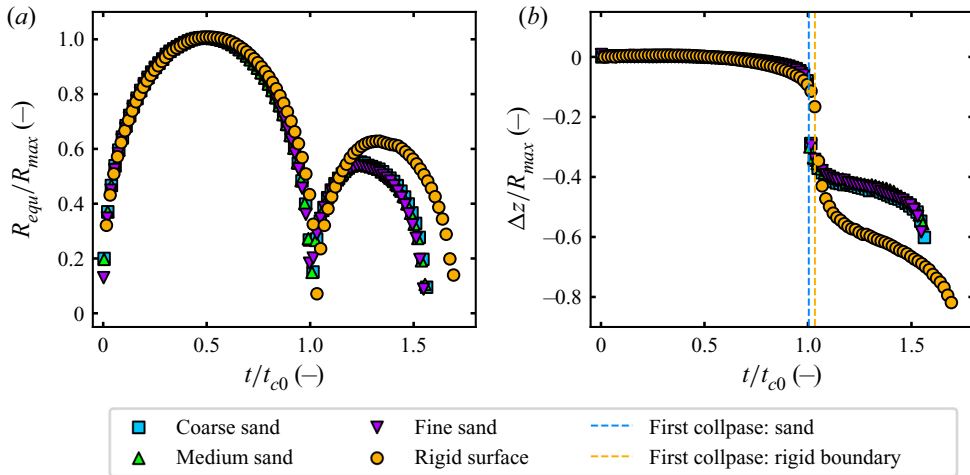 (a)
1.0
0.8
0.6
0.4
0.2
0
R_equ/R_max (–)
0
0.5
1.0
1.5
t/t_c0 (–)
(b)
0
−0.2
−0.4
−0.6
−0.8
Δz/R_max (–)
0
0.5
1.0
1.5
t/t_c0 (–)
Coarse sand
Fine sand
First collpase: sand
Medium sand
Rigid surface
First collpase: rigid boundary